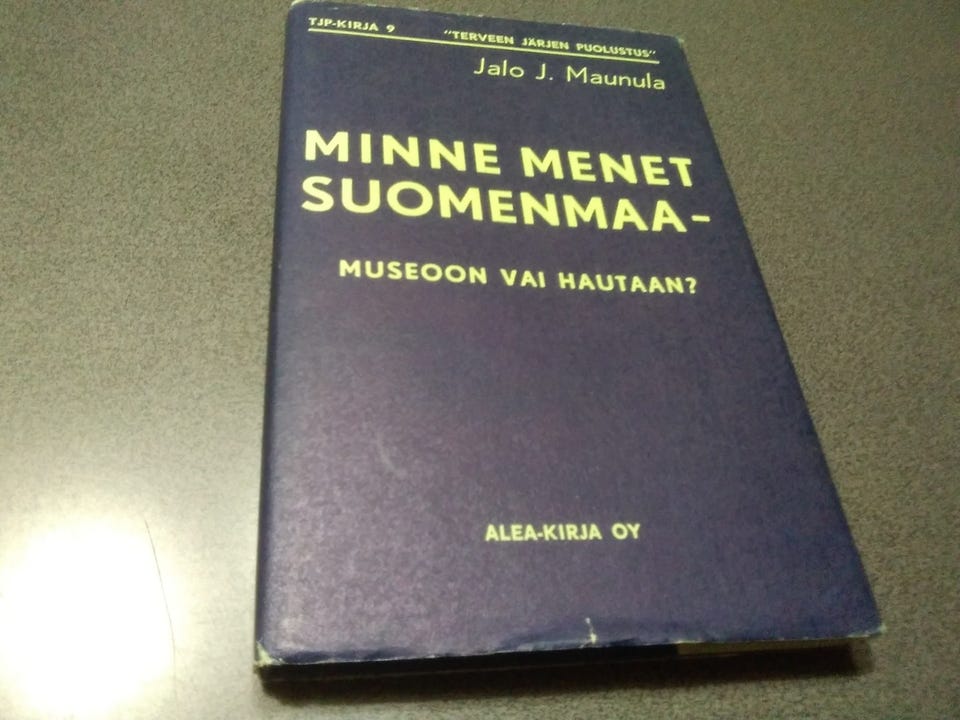 TJP-KIRJA 9 "TERVEEN JÄRJEN PUOLUSTUS"
Jalo J. Maunula
MINNE MENET
SUOMENMAA-
MUSEOON VAI HAUTAAN?
ALEA-KIRJA OY